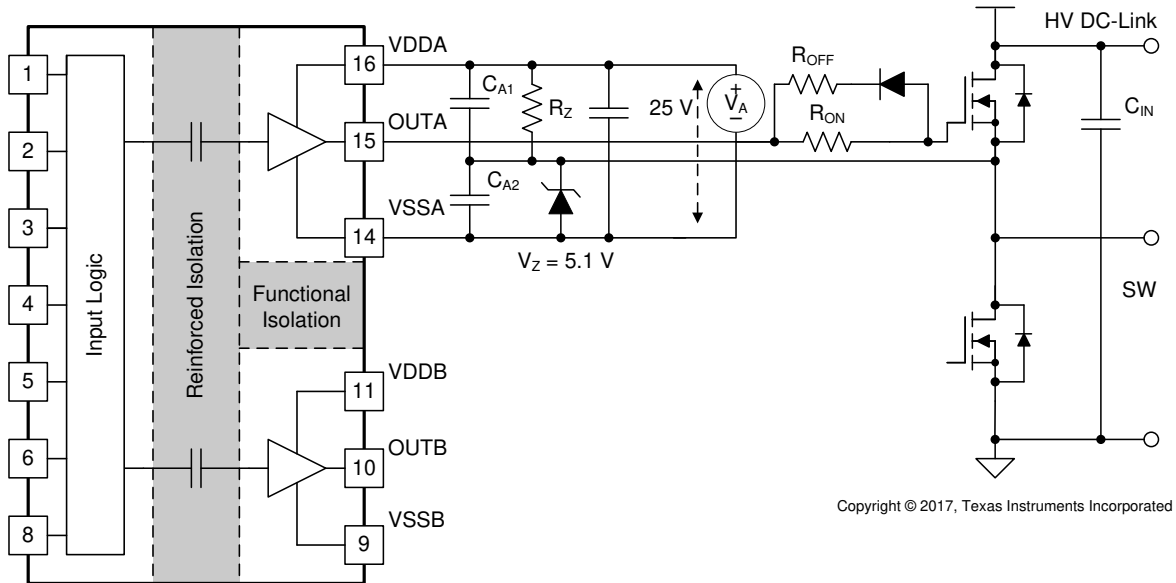 1
2
3
4
5
6
8
Input Logic
Reinforced Isolation
Functional
Isolation
16
VDDA
15
OUTA
14
VSSA
11
VDDB
10
OUTB
9
VSSB
C_A1
R_Z
C_A2
V_Z = 5.1 V
25 V
+
V_A
–
R_OFF
R_ON
HV DC-Link
C_IN
SW
Copyright © 2017, Texas Instruments Incorporated